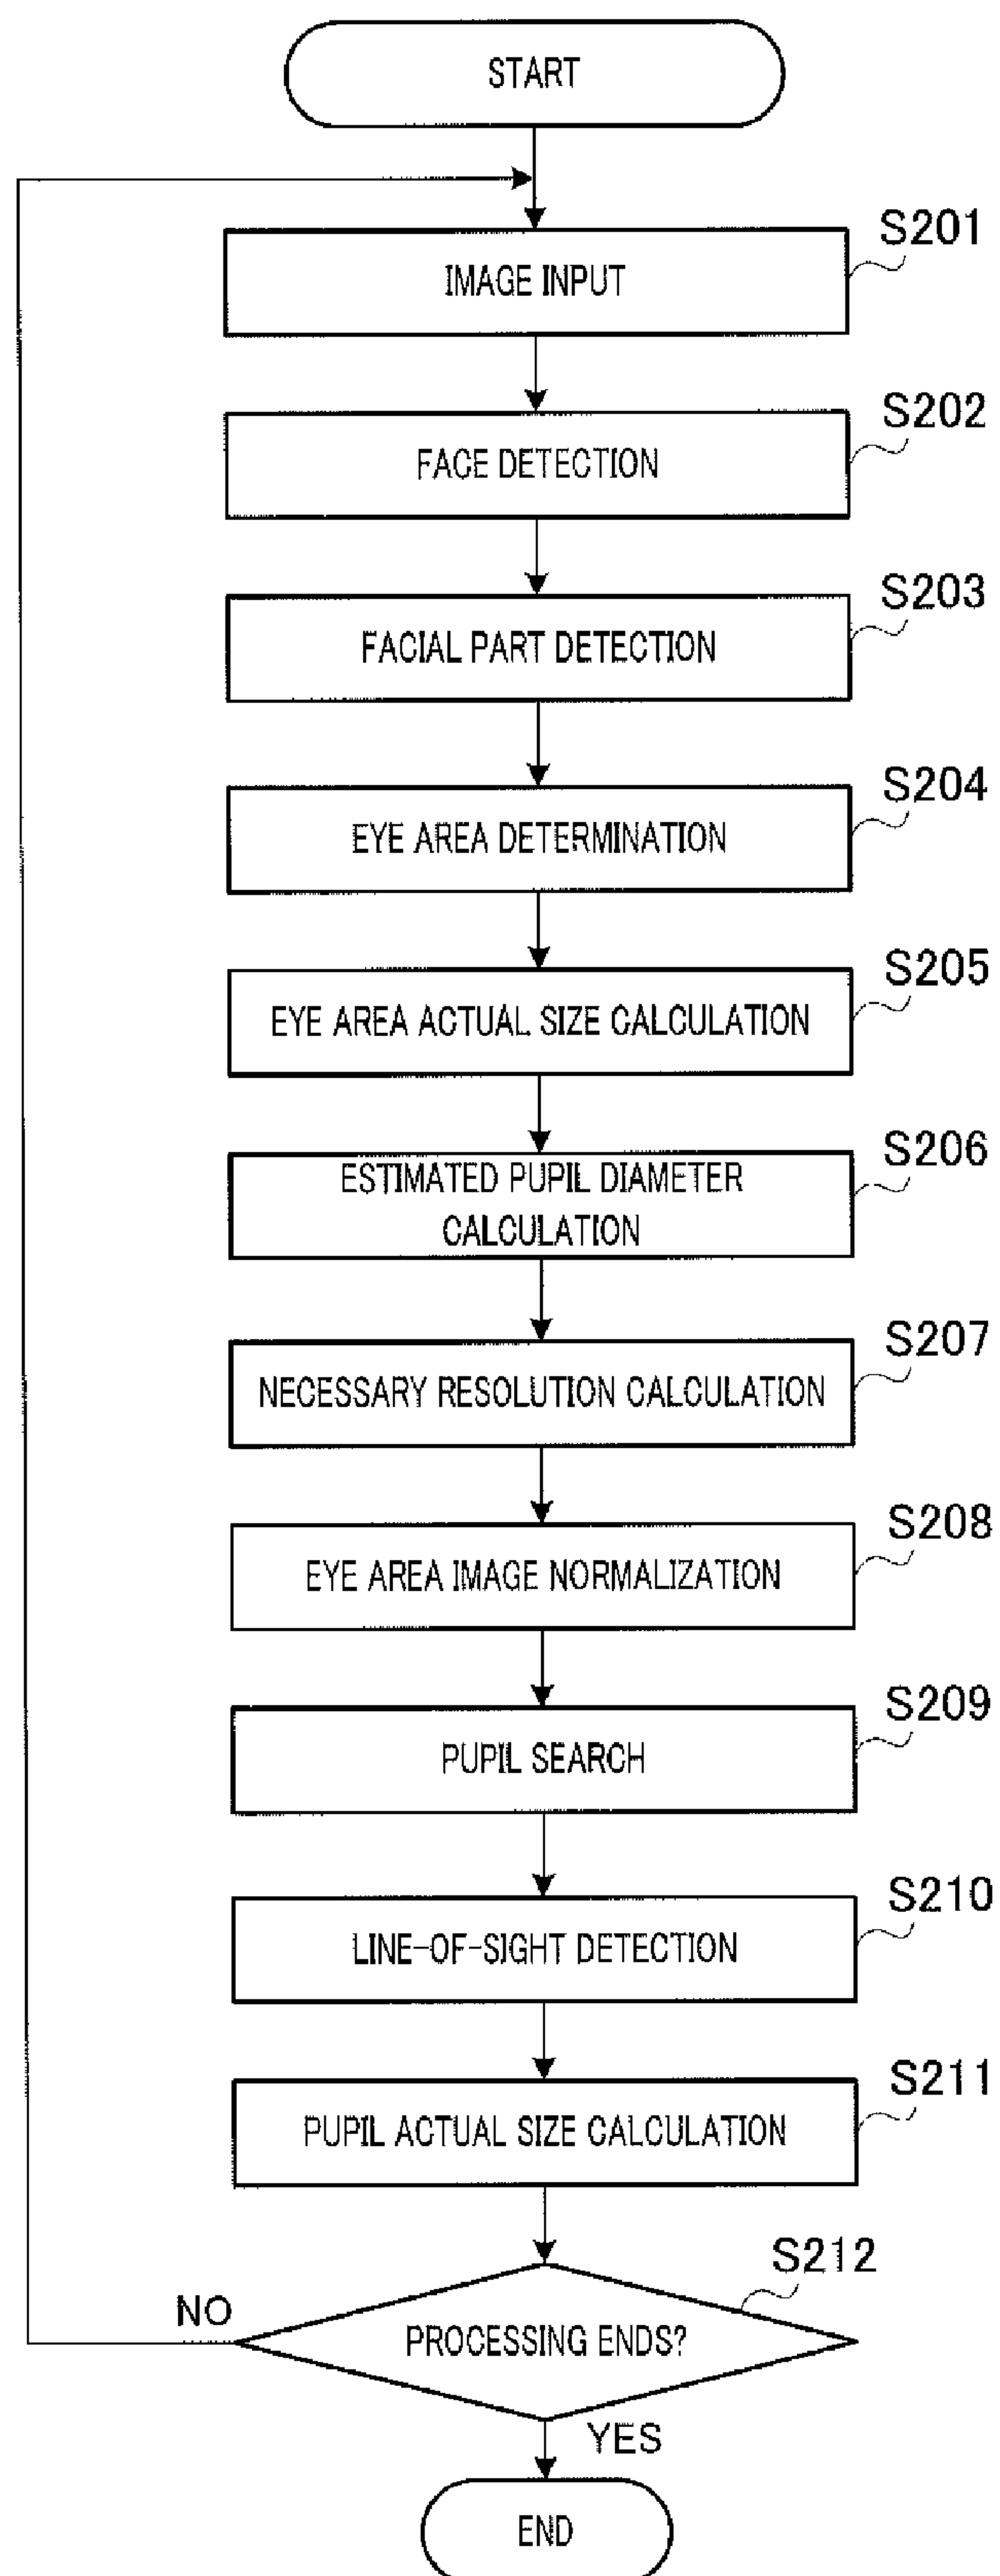 START
S201
IMAGE INPUT
S202
FACE DETECTION
S203
FACIAL PART DETECTION
S204
EYE AREA DETERMINATION
S205
EYE AREA ACTUAL SIZE CALCULATION
S206
ESTIMATED PUPIL DIAMETER
CALCULATION
S207
NECESSARY RESOLUTION CALCULATION
S208
EYE AREA IMAGE NORMALIZATION
S209
PUPIL SEARCH
S210
LINE-OF-SIGHT DETECTION
S211
PUPIL ACTUAL SIZE CALCULATION
S212
NO
PROCESSING ENDS?
YES
END